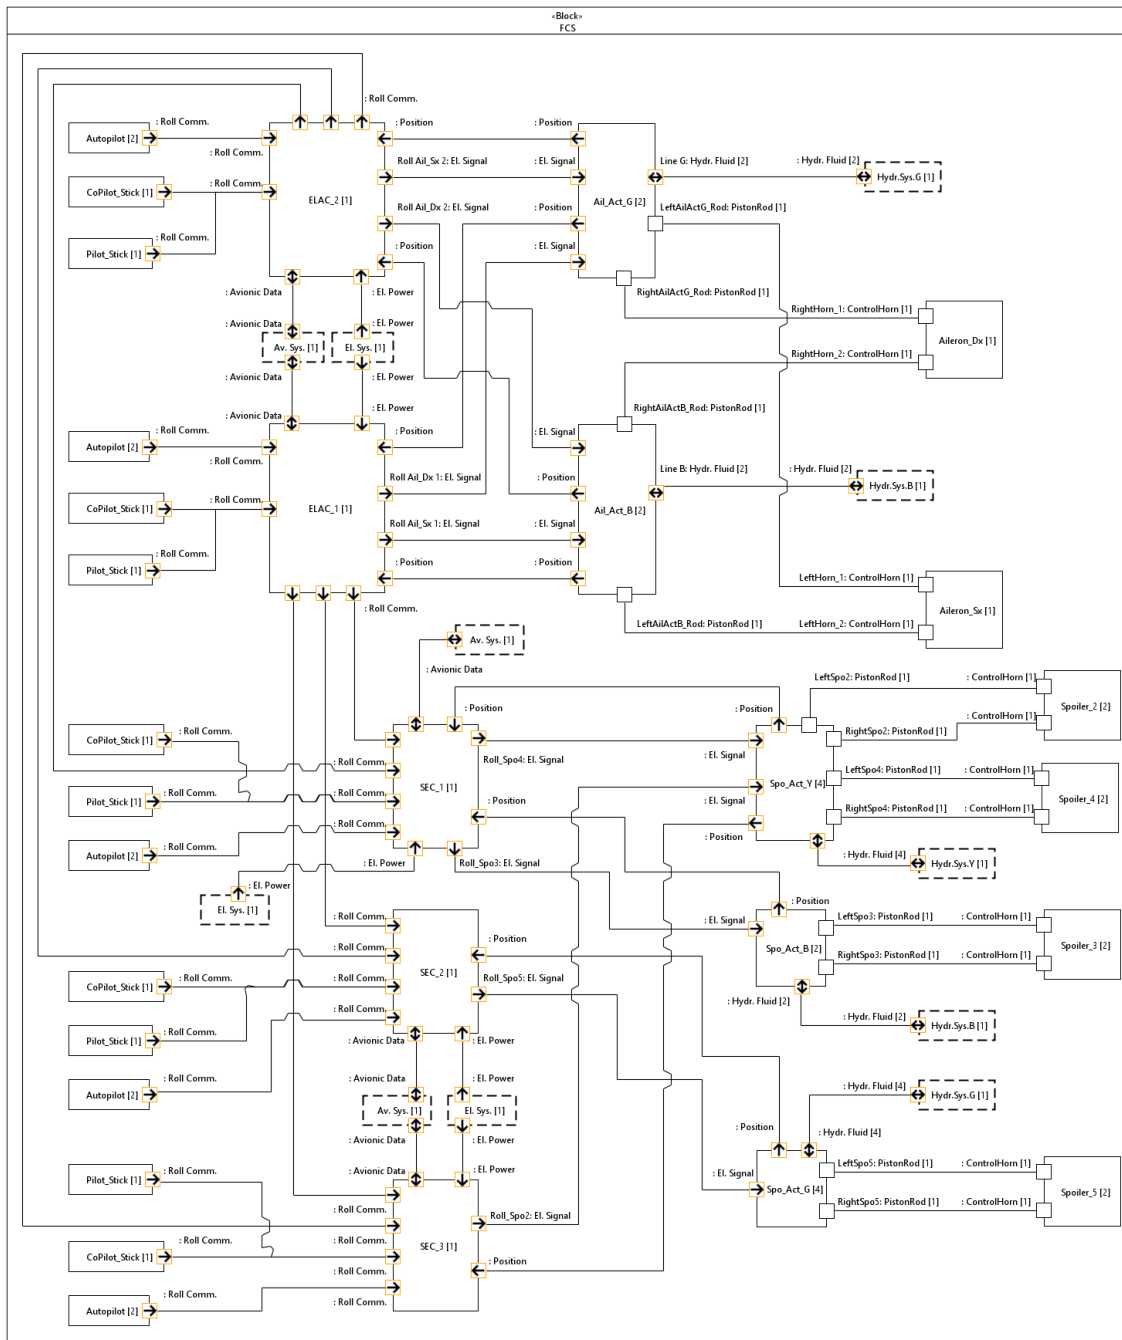 «Block»
FCS
: Roll Comm.
: Roll Comm.
: Position
: Position
Autopilot [2]
: Roll Comm.
Roll Ail_Sx 2: El. Signal
: El. Signal
Line G: Hydr. Fluid [2]
: Hydr. Fluid [2]
Hydr.Sys.G [1]
CoPilot_Stick [1]
: Roll Comm.
ELAC_2 [1]
Ail_Act_G [2]
Roll Ail_Dx 2: El. Signal
: Position
LeftAilActG_Rod: PistonRod [1]
: Roll Comm.
Pilot_Stick [1]
: Position
: El. Signal
: Avionic Data
: El. Power
RightAilActG_Rod: PistonRod [1]
RightHorn_1: ControlHorn [1]
: Avionic Data
: El. Power
Av. Sys. [1]
El. Sys. [1]
Aileron_Dx [1]
RightHorn_2: ControlHorn [1]
: Avionic Data
: El. Power
: Avionic Data
: El. Power
RightAilActB_Rod: PistonRod [1]
: Roll Comm.
: Position
: El. Signal
Autopilot [2]
: Roll Comm.
Line B: Hydr. Fluid [2]
: Hydr. Fluid [2]
Roll Ail_Dx 1: El. Signal
: Position
Hydr.Sys.B [1]
: Roll Comm.
CoPilot_Stick [1]
ELAC_1 [1]
Ail_Act_B [2]
Roll Ail_Sx 1: El. Signal
: El. Signal
: Roll Comm.
Pilot_Stick [1]
: Position
: Position
LeftHorn_1: ControlHorn [1]
: Roll Comm.
Aileron_Sx [1]
LeftAilActB_Rod: PistonRod [1]
LeftHorn_2: ControlHorn [1]
Av. Sys. [1]
: Avionic Data
LeftSpo2: PistonRod [1]
: ControlHorn [1]
: Position
: Position
Spoiler_2 [2]
: Roll Comm.
: ControlHorn [1]
RightSpo2: PistonRod [1]
CoPilot_Stick [1]
: El. Signal
Roll_Spo4: El. Signal
: Roll Comm.
LeftSpo4: PistonRod [1]
: ControlHorn [1]
: Roll Comm.
SEC_1 [1]
Spo_Act_Y [4]
Spoiler_4 [2]
Pilot_Stick [1]
: Roll Comm.
: Position
: El. Signal
RightSpo4: PistonRod [1]
: ControlHorn [1]
: Roll Comm.
: Roll Comm.
: Position
Autopilot [2]
: El. Power
Roll_Spo3: El. Signal
: Hydr. Fluid [4]
Hydr.Sys.Y [1]
: El. Power
El. Sys. [1]
: Position
: Roll Comm.
: El. Signal
LeftSpo3: PistonRod [1]
: ControlHorn [1]
: Roll Comm.
: Position
Spo_Act_B [2]
Spoiler_3 [2]
RightSpo3: PistonRod [1]
: ControlHorn [1]
: Roll Comm.
: Roll Comm.
SEC_2 [1]
Roll_Spo5: El. Signal
CoPilot_Stick [1]
: Hydr. Fluid [2]
: Roll Comm.
: Hydr. Fluid [2]
Hydr.Sys.B [1]
: Roll Comm.
Pilot_Stick [1]
: Avionic Data
: El. Power
: Roll Comm.
: Avionic Data
: El. Power
: Hydr. Fluid [4]
Autopilot [2]
Hydr.Sys.G [1]
Av. Sys. [1]
El. Sys. [1]
: Position
: Hydr. Fluid [4]
: Avionic Data
: El. Power
: Roll Comm.
: Avionic Data
: El. Power
: El. Signal
LeftSpo5: PistonRod [1]
: ControlHorn [1]
Pilot_Stick [1]
Spo_Act_G [4]
Spoiler_5 [2]
: Roll Comm.
RightSpo5: PistonRod [1]
: ControlHorn [1]
Roll_Spo2: El. Signal
: Roll Comm.
: Roll Comm.
SEC_3 [1]
CoPilot_Stick [1]
: Roll Comm.
: Position
: Roll Comm.
: Roll Comm.
Autopilot [2]
: Roll Comm.